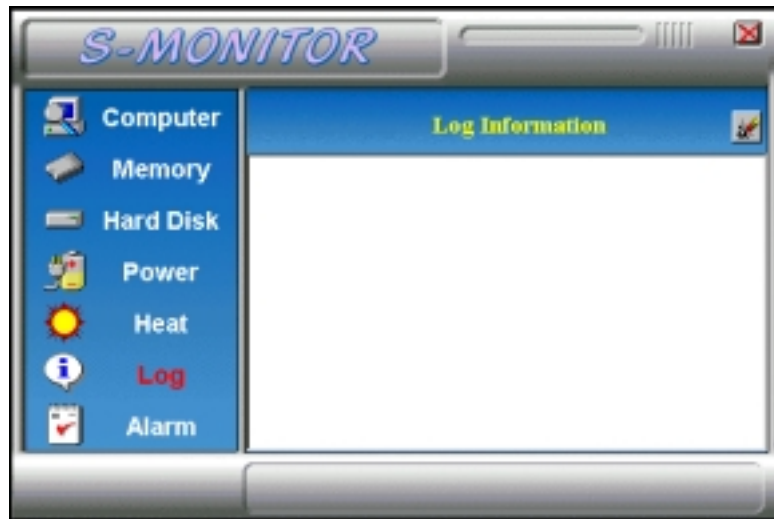 S-MONITOR
Computer
Memory
Hard Disk
Power
Heat
Log
Alarm
Log Information